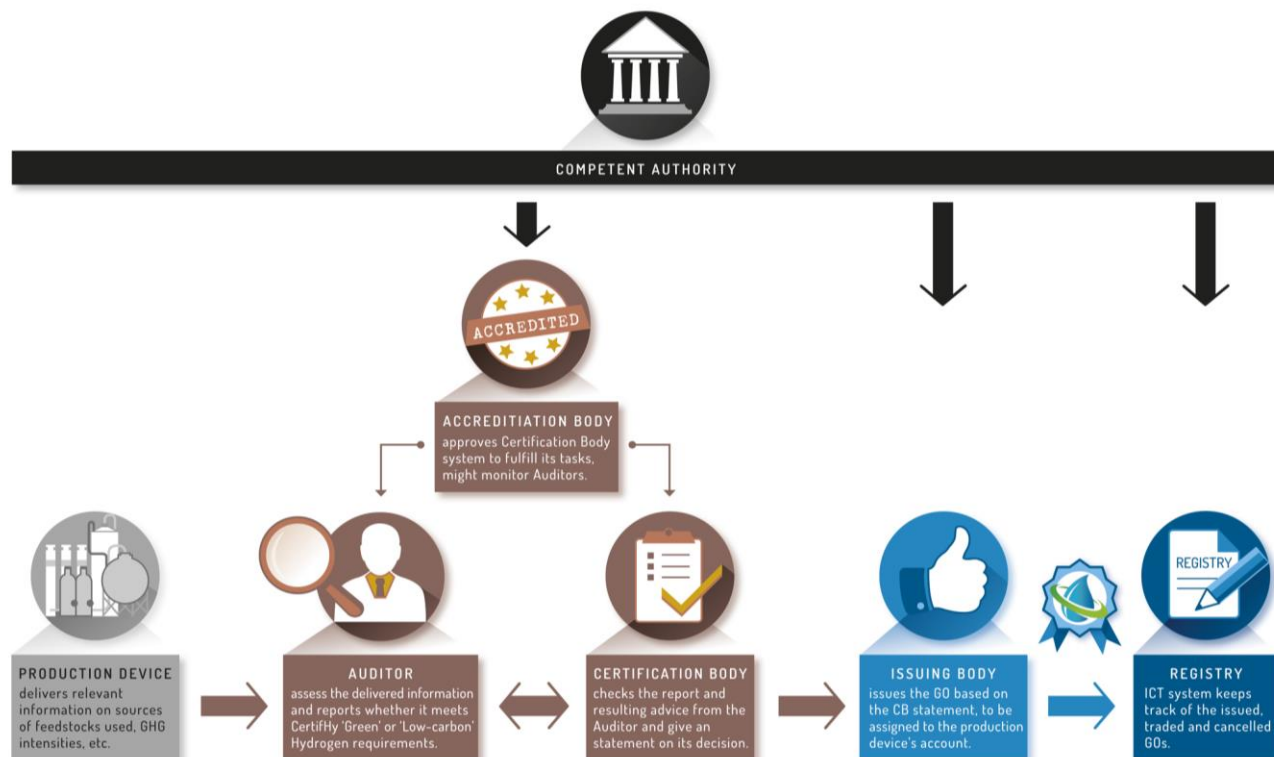 COMPETENT AUTHORITY
ACCREDITED
ACCREDITIATION BODY
approves Certification Body
system to fulfill its tasks,
might monitor Auditors.
PRODUCTION DEVICE
delivers relevant
information on sources
of feedstocks used, GHG
intensities, etc.
AUDITOR
assess the delivered information
and reports whether it meets
CertifHy 'Green' or 'Low-carbon'
Hydrogen requirements.
CERTIFICATION BODY
checks the report and
resulting advice from the
Auditor and give an
statement on its decision.
ISSUING BODY
issues the GO based on
the CB statement, to be
assigned to the production
device's account.
REGISTRY
REGISTRY
ICT system keeps
track of the issued,
traded and cancelled
GOs.